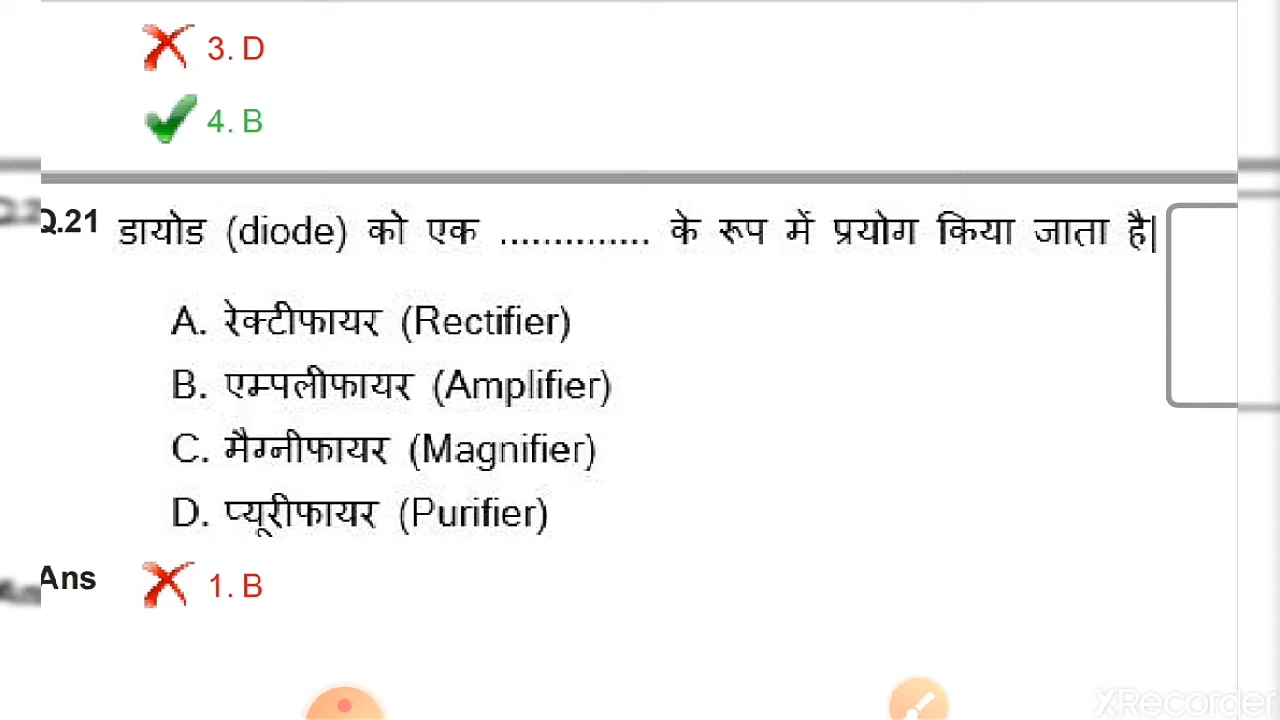 3. D
4. B
Q.21 डायोड (diode) को एक .............. के रूप में प्रयोग किया जाता है|
A. रेक्टीफायर (Rectifier)
B. एम्पलीफायर (Amplifier)
C. मैग्नीफायर (Magnifier)
D. प्यूरीफायर (Purifier)
Ans 1. B
XRecorder